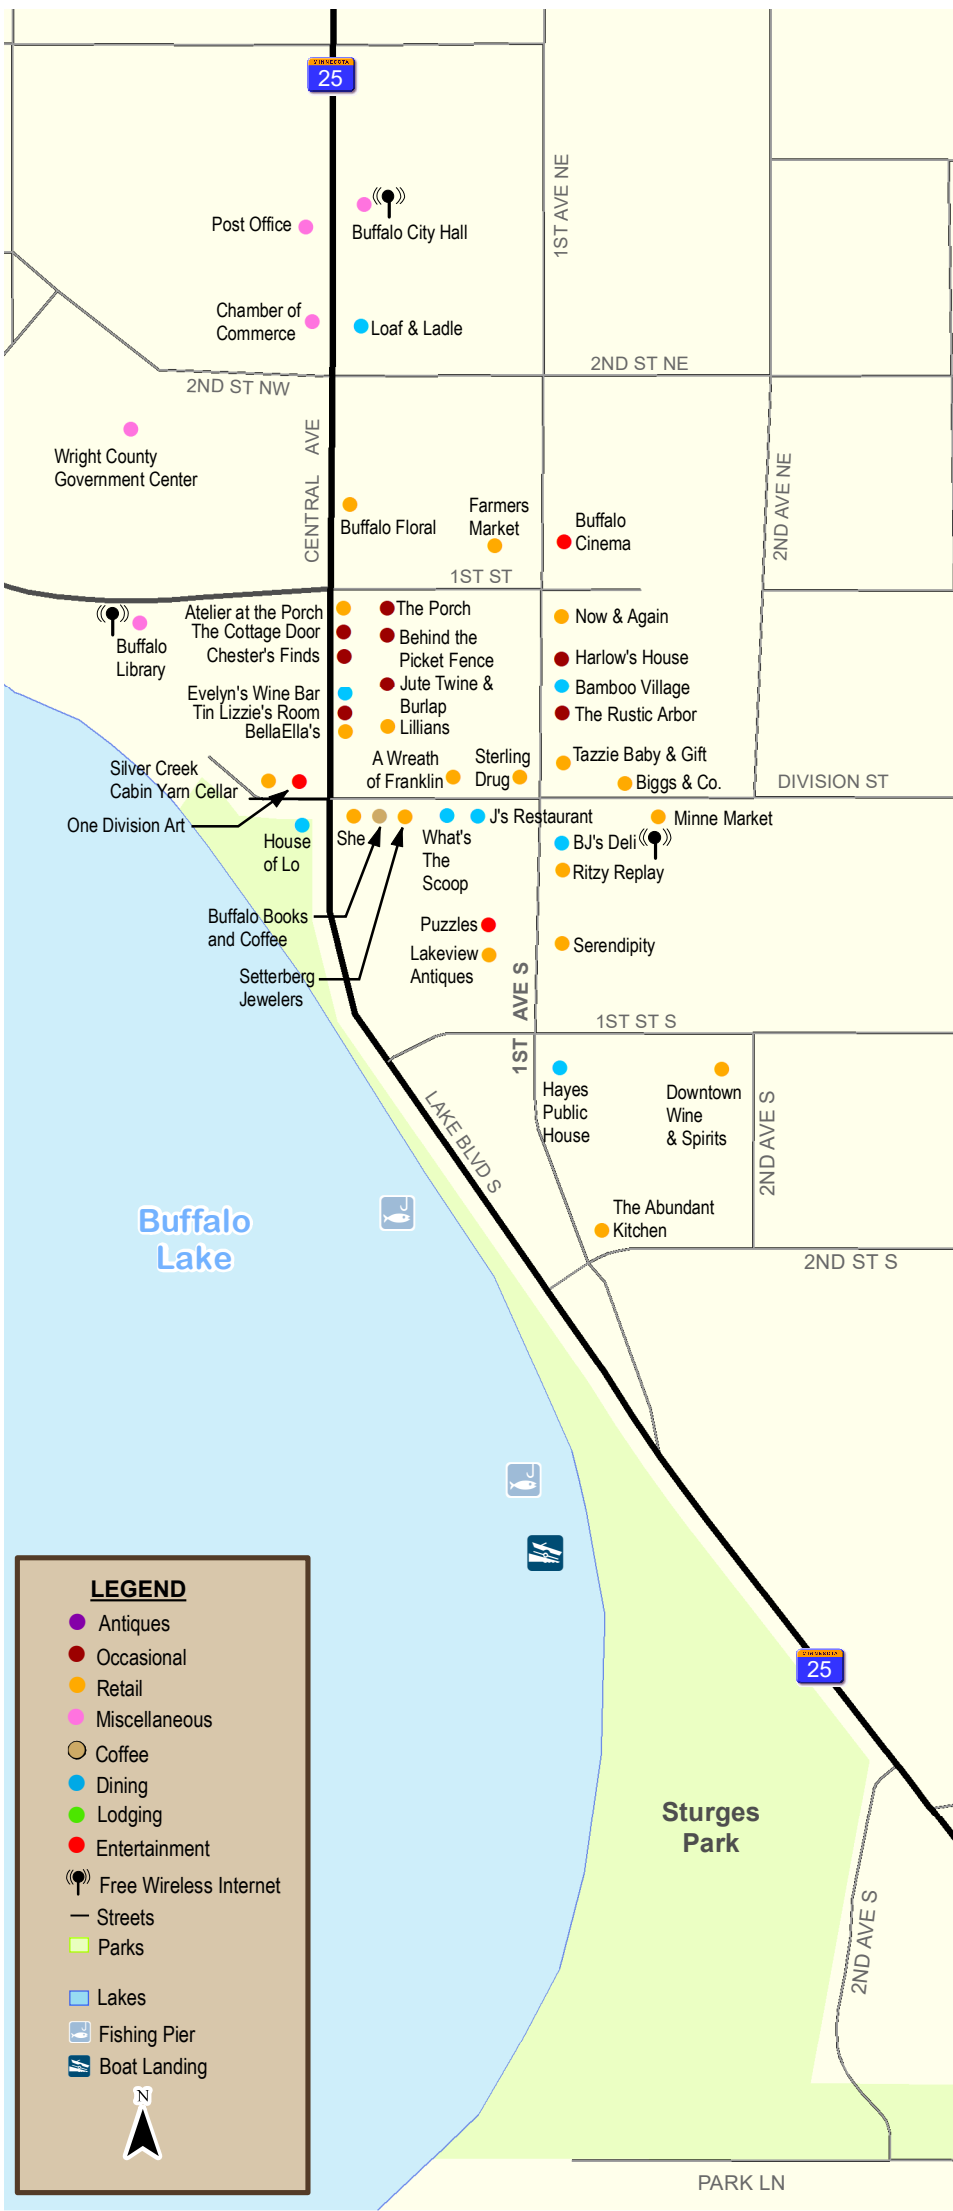 MINNESOTA
25
1ST AVE NE
Post Office
Buffalo City Hall
Chamber of
Commerce
Loaf & Ladle
2ND ST NE
2ND ST NW
CENTRAL AVE
Wright County
Government Center
2ND AVE NE
Buffalo Floral
Farmers
Market
Buffalo
Cinema
1ST ST
Buffalo
Library
Atelier at the Porch
The Cottage Door
Chester's Finds
Evelyn's Wine Bar
Tin Lizzie's Room
BellaElla's
The Porch
Behind the
Picket Fence
Jute Twine &
Burlap
Lillians
Now & Again
Harlow's House
Bamboo Village
The Rustic Arbor
A Wreath
of Franklin
Sterling
Drug
Tazzie Baby & Gift
Biggs & Co.
DIVISION ST
Silver Creek
Cabin Yarn Cellar
One Division Art
House
of Lo
She
What's
The
Scoop
J's Restaurant
Minne Market
BJ's Deli
Ritzy Replay
Buffalo Books
and Coffee
Setterberg
Jewelers
Puzzles
Lakeview
Antiques
Serendipity
1ST AVE S
1ST ST S
LAKE BLVD S
Hayes
Public
House
Downtown
Wine
& Spirits
2ND AVE S
The Abundant
Kitchen
2ND ST S
Buffalo
Lake
MINNESOTA
25
Sturges
Park
2ND AVE S
PARK LN
LEGEND
Antiques
Occasional
Retail
Miscellaneous
Coffee
Dining
Lodging
Entertainment
Free Wireless Internet
Streets
Parks
Lakes
Fishing Pier
Boat Landing
N